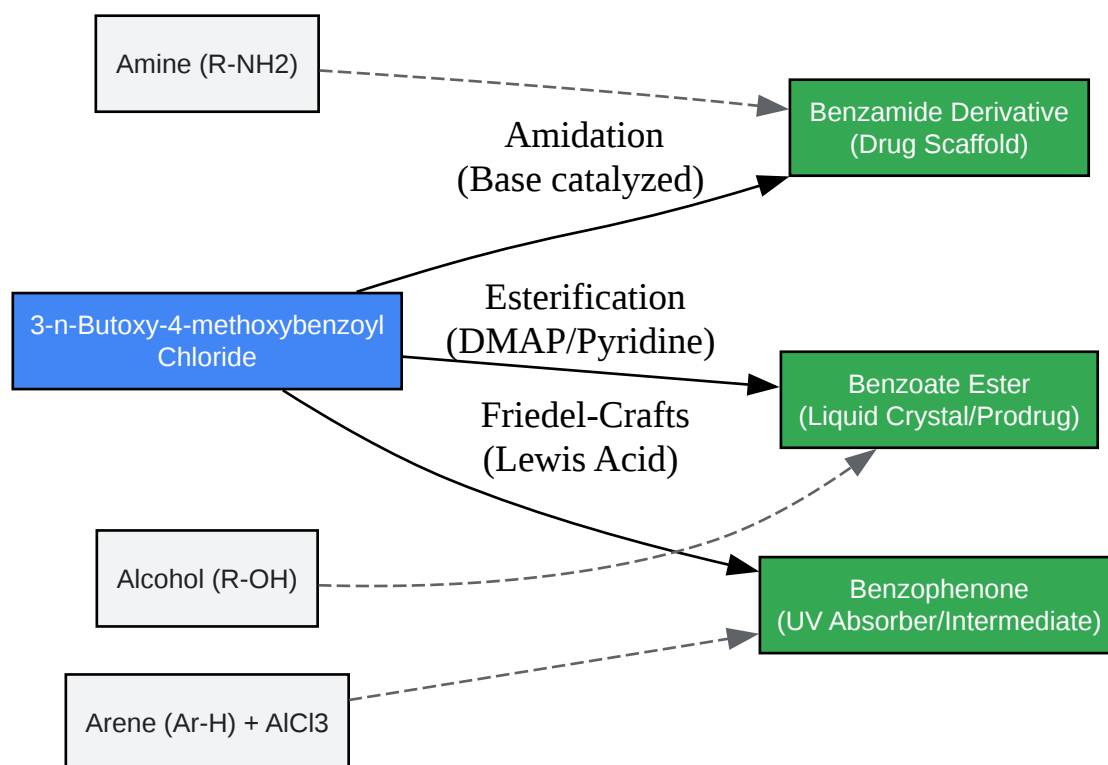 Amine (R-NH2)
Benzamide Derivative
(Drug Scaffold)
Amidation
(Base catalyzed)
3-n-Butoxy-4-methoxybenzoyl
Chloride
Esterification
(DMAP/Pyridine)
Benzoate Ester
(Liquid Crystal/Prodrug)
Friedel-Crafts
(Lewis Acid)
Alcohol (R-OH)
Benzophenone
(UV Absorber/Intermediate)
Arene (Ar-H) + AlCl3